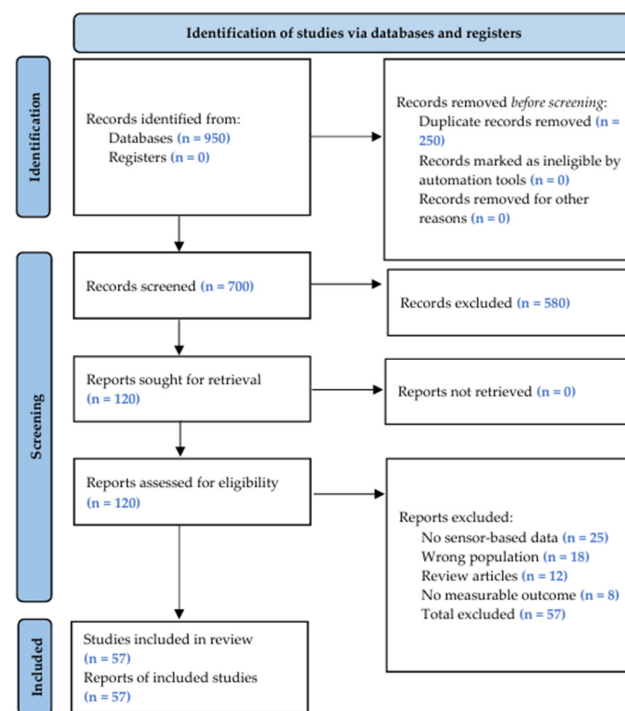 Identification of studies via databases and registers
Identification
Records identified from:
Databases (n = 950)
Registers (n = 0)
Records removed before screening:
Duplicate records removed (n =
250)
Records marked as ineligible by
automation tools (n = 0)
Records removed for other
reasons (n = 0)
Screening
Records screened (n = 700)
Records excluded (n = 580)
Reports sought for retrieval
(n = 120)
Reports not retrieved (n = 0)
Reports assessed for eligibility
(n = 120)
Reports excluded:
No sensor-based data (n = 25)
Wrong population (n = 18)
Review articles (n = 12)
No measurable outcome (n = 8)
Total excluded (n = 57)
Included
Studies included in review
(n = 57)
Reports of included studies
(n = 57)